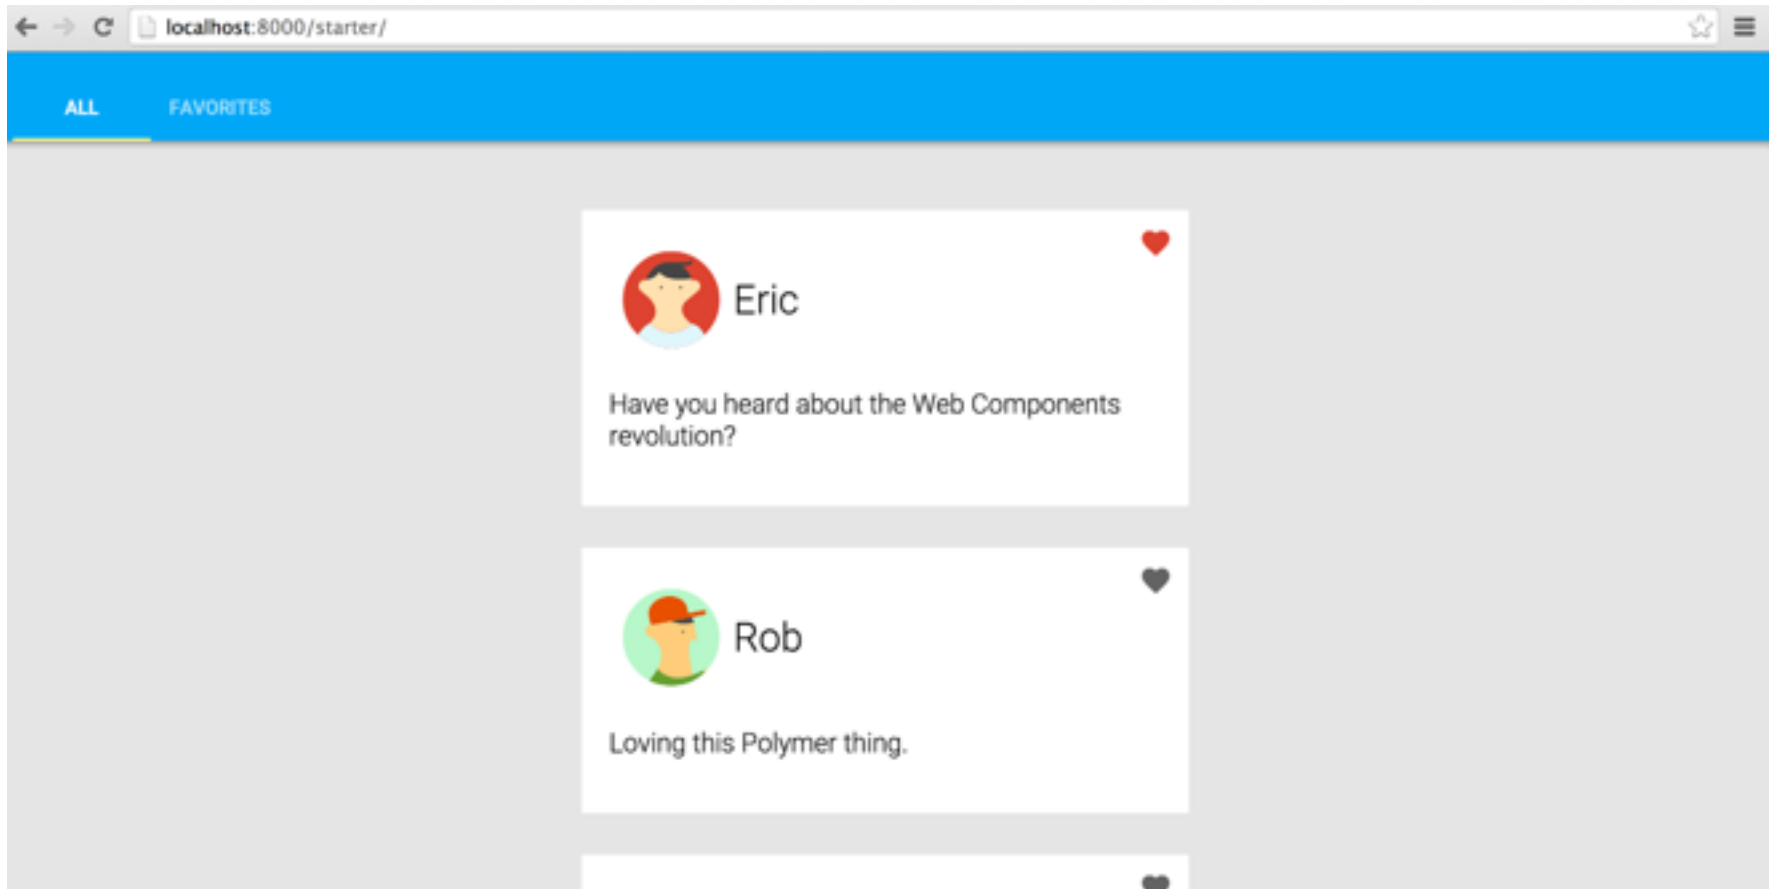 localhost:8000/starter/
ALL FAVORITES
Eric
Have you heard about the Web Components
revolution?
Rob
Loving this Polymer thing.